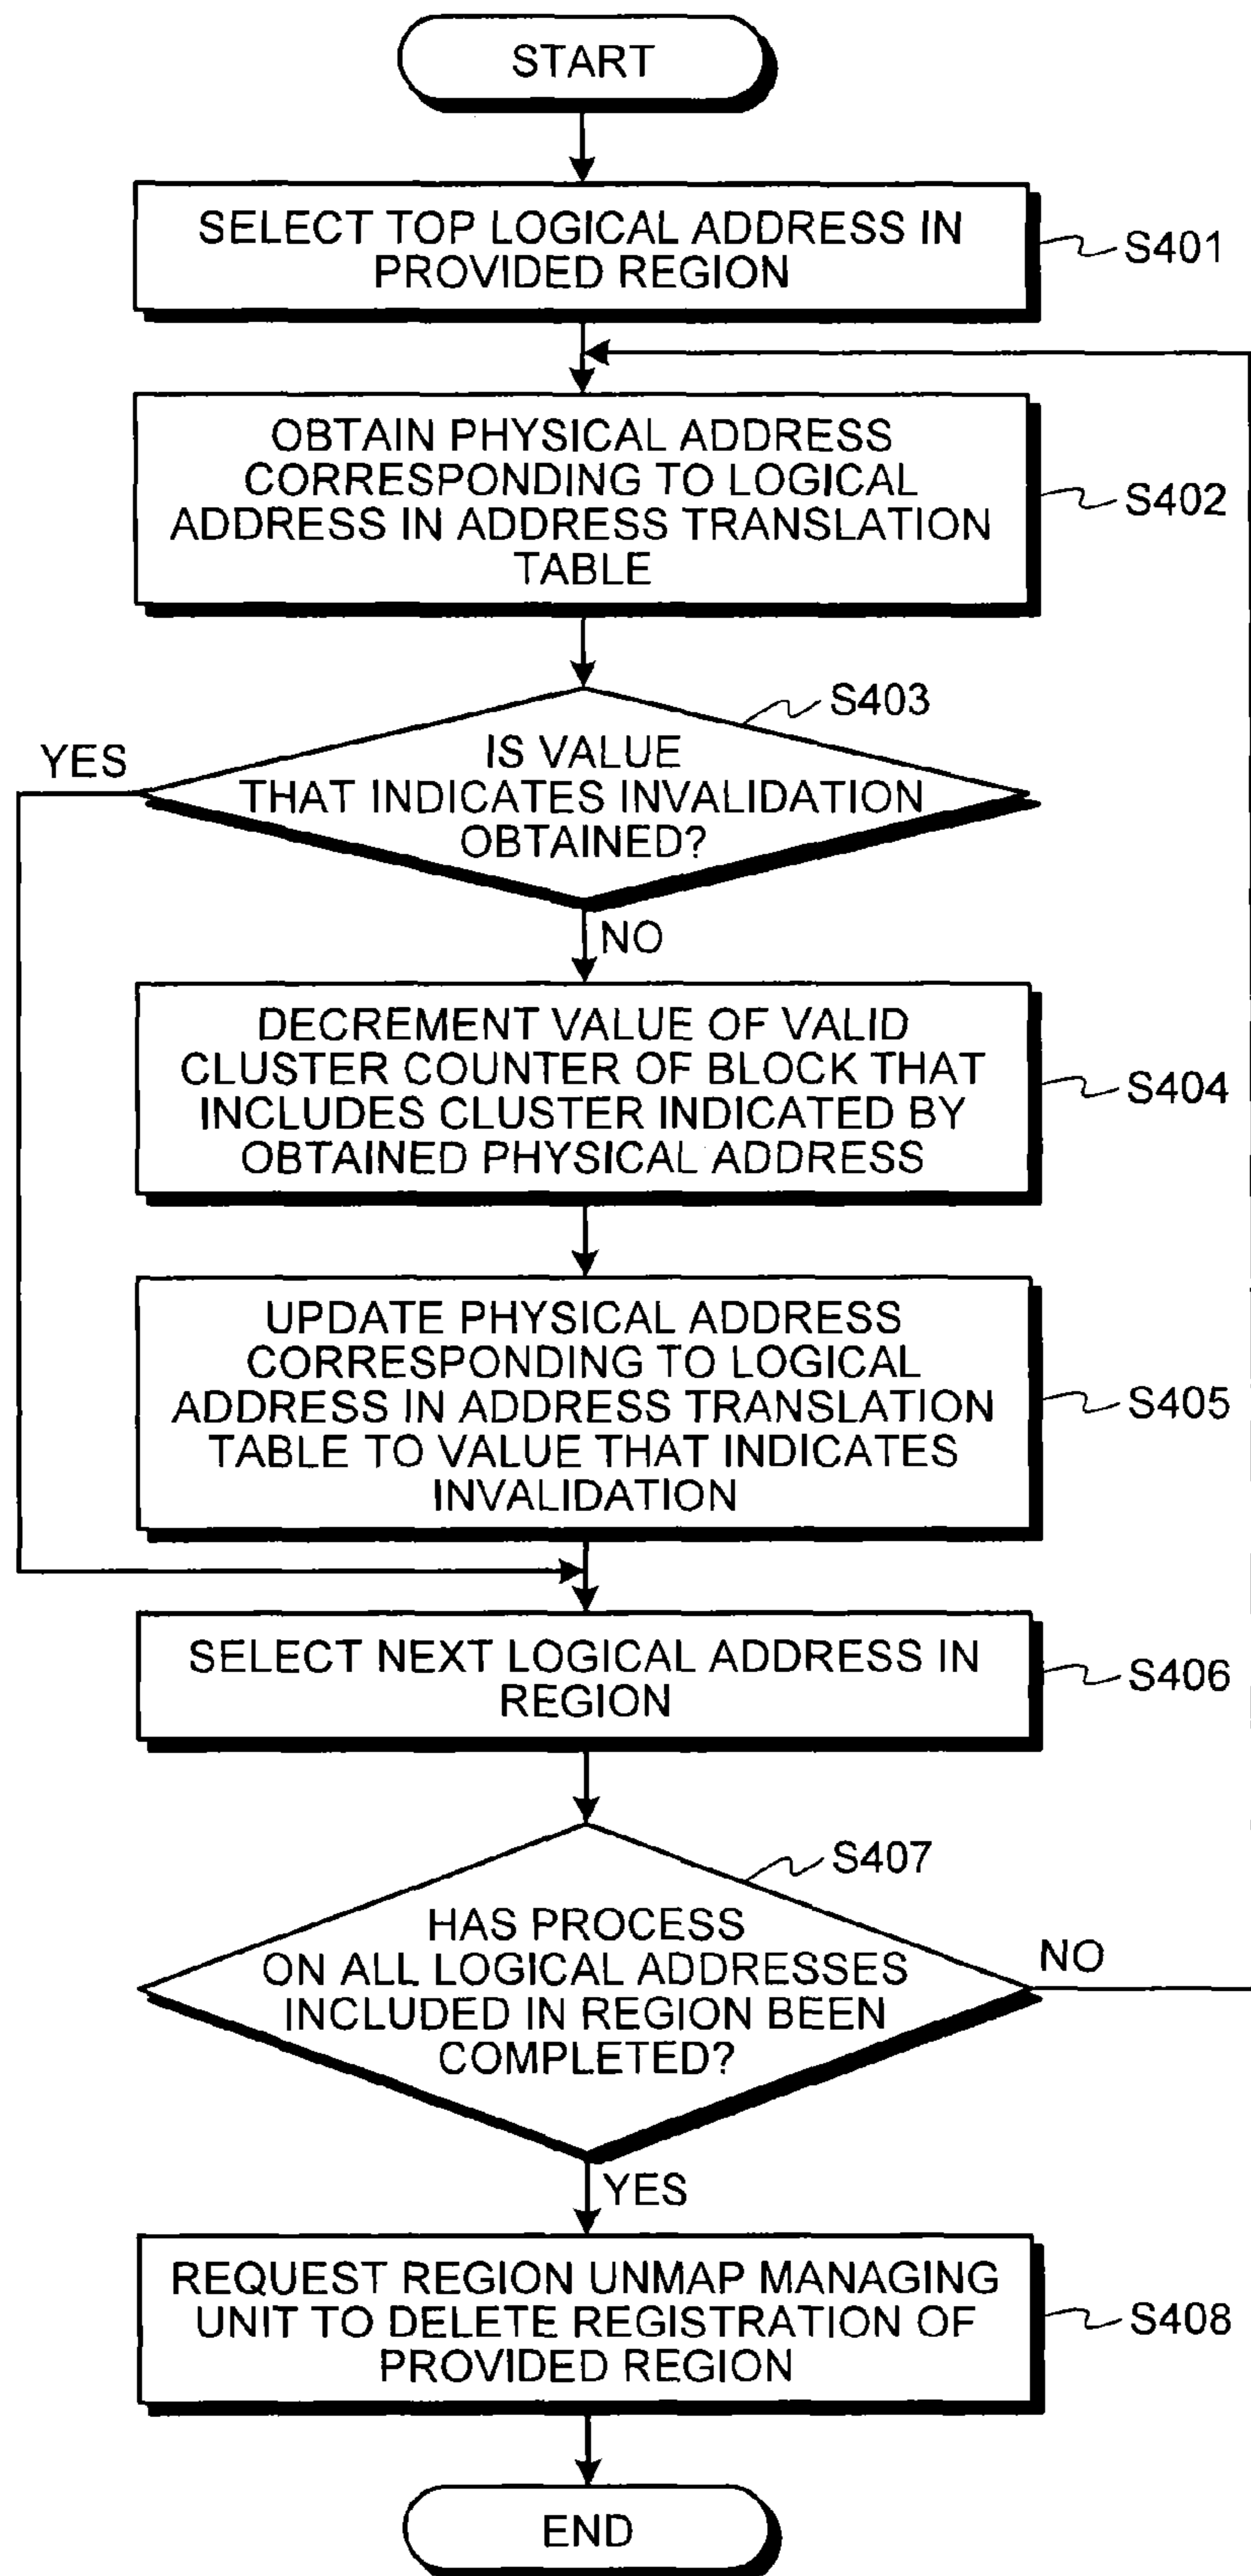 START
SELECT TOP LOGICAL ADDRESS IN
PROVIDED REGION
S401
OBTAIN PHYSICAL ADDRESS
CORRESPONDING TO LOGICAL
ADDRESS IN ADDRESS TRANSLATION
TABLE
S402
S403
YES
IS VALUE
THAT INDICATES INVALIDATION
OBTAINED?
NO
DECREMENT VALUE OF VALID
CLUSTER COUNTER OF BLOCK THAT
INCLUDES CLUSTER INDICATED BY
OBTAINED PHYSICAL ADDRESS
S404
UPDATE PHYSICAL ADDRESS
CORRESPONDING TO LOGICAL
ADDRESS IN ADDRESS TRANSLATION
TABLE TO VALUE THAT INDICATES
INVALIDATION
S405
SELECT NEXT LOGICAL ADDRESS IN
REGION
S406
S407
HAS PROCESS
ON ALL LOGICAL ADDRESSES
INCLUDED IN REGION BEEN
COMPLETED?
NO
YES
REQUEST REGION UNMAP MANAGING
UNIT TO DELETE REGISTRATION OF
PROVIDED REGION
S408
END